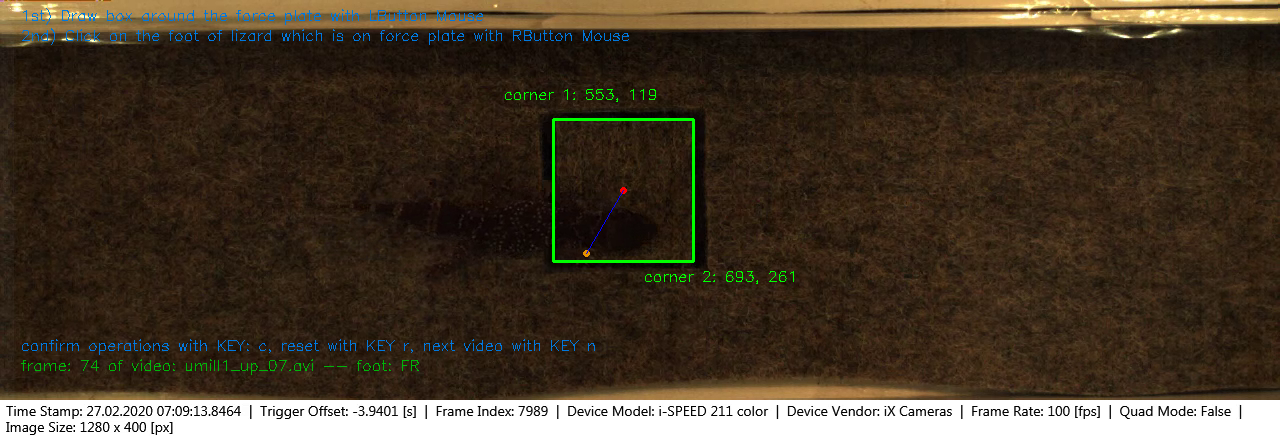 1st) Draw box around the force plate with LButton Mouse
2nd) Click on the foot of lizard which is on force plate with RButton Mouse
corner 1: 553, 119
corner 2: 693, 261
confirm operations with KEY: c, reset with KEY r, next video with KEY n
frame: 74 of video: umill1_up_07.avi -- foot: FR
Time Stamp: 27.02.2020 07:09:13.8464 | Trigger Offset: -3.9401 [s] | Frame Index: 7989 | Device Model: i-SPEED 211 color | Device Vendor: iX Cameras | Frame Rate: 100 [fps] | Quad Mode: False |
Image Size: 1280 x 400 [px]